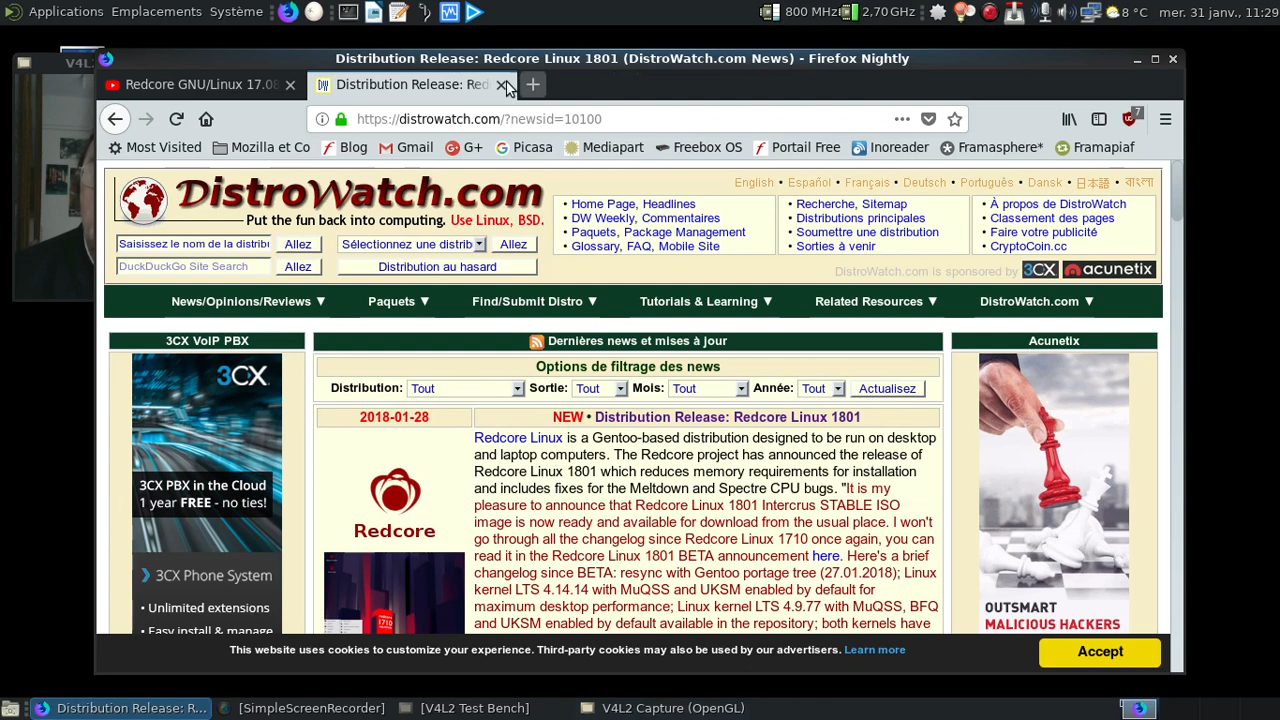 Applications Emplacements Système 800 MHz 2,70 GHz 8 °C mer. 31 janv., 11:29
V4L
Distribution Release: Redcore Linux 1801 (DistroWatch.com News) - Firefox Nightly
Redcore GNU/Linux 17.08
Distribution Release: Red
https://distrowatch.com/?newsid=10100
7
Most Visited Mozilla et Co Blog Gmail G+ Picasa Mediapart Freebox OS Portail Free Inoreader Framasphere* Framapiaf
DistroWatch.com
Put the fun back into computing. Use Linux, BSD.
English • Español • Français • Deutsch • Português • Dansk • 日本語 • বাংলা
• Home Page, Headlines
• DW Weekly, Commentaires
• Paquets, Package Management
• Glossary, FAQ, Mobile Site
• Recherche, Sitemap
• Distributions principales
• Soumettre une distribution
• Sorties à venir
• À propos de DistroWatch
• Classement des pages
• Faire votre publicité
• CryptoCoin.cc
Saisissez le nom de la distribu Allez Sélectionnez une distrib Allez
DuckDuckGo Site Search Allez Distribution au hasard
DistroWatch.com is sponsored by 3CX acunetix
News/Opinions/Reviews ▼ Paquets ▼ Find/Submit Distro ▼ Tutorials & Learning ▼ Related Resources ▼ DistroWatch.com ▼
3CX VoIP PBX
3CX
3CX PBX in the Cloud
1 year FREE - no ties!
3CX Phone System
• Unlimited extensions
• Easy install & manage
Dernières news et mises à jour
Options de filtrage des news
Distribution: Tout Sortie: Tout Mois: Tout Année: Tout Actualisez
2018-01-28
NEW • Distribution Release: Redcore Linux 1801
Redcore
1710
Redcore Linux is a Gentoo-based distribution designed to be run on desktop
and laptop computers. The Redcore project has announced the release of
Redcore Linux 1801 which reduces memory requirements for installation
and includes fixes for the Meltdown and Spectre CPU bugs. "It is my
pleasure to announce that Redcore Linux 1801 Intercrus STABLE ISO
image is now ready and available for download from the usual place. I won't
go through all the changelog since Redcore Linux 1710 once again, you can
read it in the Redcore Linux 1801 BETA announcement here. Here's a brief
changelog since BETA: resync with Gentoo portage tree (27.01.2018); Linux
kernel LTS 4.14.14 with MuQSS and UKSM enabled by default for
maximum desktop performance; Linux kernel LTS 4.9.77 with MuQSS, BFQ
and UKSM enabled by default available in the repository; both kernels have
Acunetix
OUTSMART
MALICIOUS HACKERS
This website uses cookies to customize your experience. Third-party cookies may also be used by our advertisers. Learn more
Accept
Distribution Release: R... [SimpleScreenRecorder] [V4L2 Test Bench] V4L2 Capture (OpenGL)